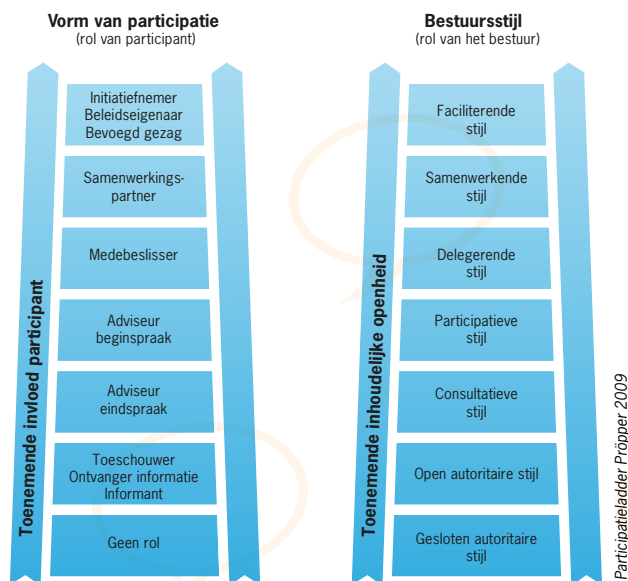 Vorm van participatie
(rol van participant)
Initiatiefnemer
Beleidseigenaar
Bevoegd gezag
Samenwerkings-
partner
Medebeslisser
Adviseur
beginspraak
Adviseur
eindspraak
Toeschouwer
Ontvanger informatie
Informant
Geen rol
Toenemende invloed participant
Bestuursstijl
(rol van het bestuur)
Faciliterende
stijl
Samenwerkende
stijl
Delegerende
stijl
Participatieve
stijl
Consultatieve
stijl
Open autoritaire stijl
Gesloten autoritaire
stijl
Toenemende inhoudelijke openheid
Participatieladder Pröpper 2009